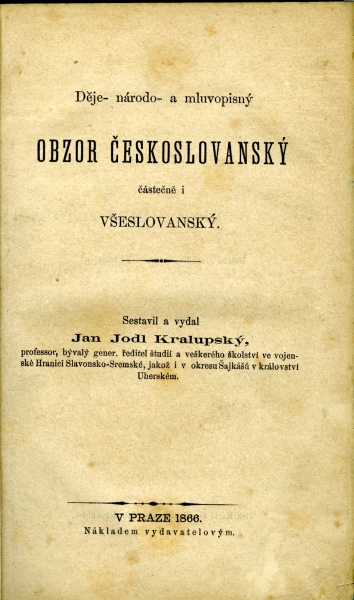 Děje- národo- a mluvopisný
OBZOR ČESKOSLOVANSKÝ
částečně i
VŠESLOVANSKÝ.
Sestavil a vydal
Jan Jodl Kralupský,
professor, bývalý gener. ředitel studií a veškerého školství ve vojen-
ské Hranici Slavonsko-Sremské, jakož i v okresu Šajkášů v království
Uherském.
V PRAZE 1866.
Nákladem vydavatelovým.